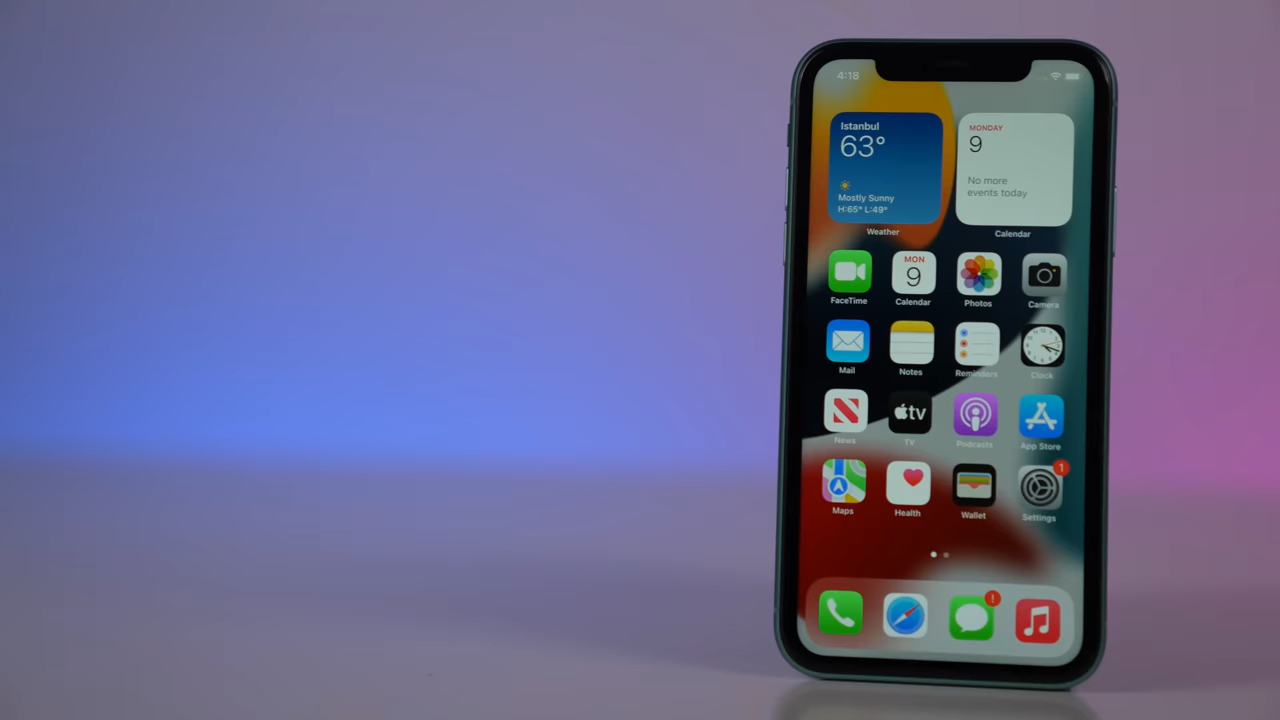 4:18
Istanbul
63°
Mostly Sunny
H:65° L:49°
Weather
MONDAY
9
No more
events today
Calendar
MON
9
FaceTime
Calendar
Photos
Camera
Mail
Notes
Reminders
Clock
tv
News
TV
Podcasts
App Store
1
Maps
Health
Wallet
Settings
!